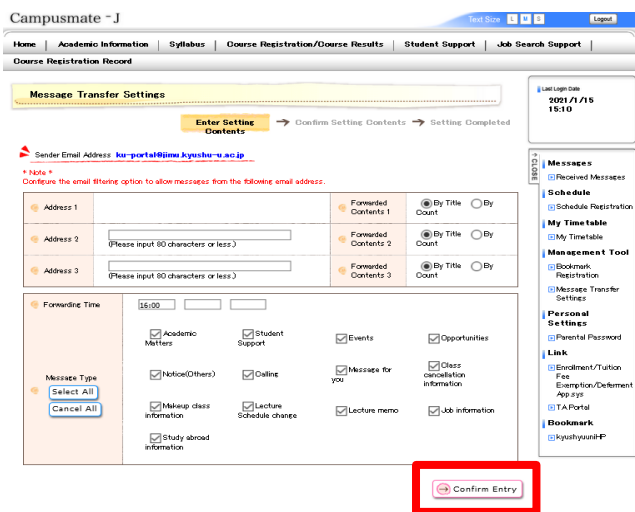 Campusmate - J
Text Size L M S Logout
Home | Academic Information | Syllabus | Course Registration/Course Results | Student Support | Job Search Support |
Course Registration Record
Message Transfer Settings
Enter Setting Contents → Confirm Setting Contents → Setting Completed
Sender Email Address ku-portal@jimu.kyushu-u.ac.jp
* Note *
Configure the email filtering option to allow messages from the following email address.
Address 1
Forwarded Contents 1
By Title By Count
Address 2
(Please input 80 characters or less.)
Forwarded Contents 2
By Title By Count
Address 3
(Please input 80 characters or less.)
Forwarded Contents 3
By Title By Count
Forwarding Time
16:00
Message Type
Select All
Cancel All
Academic Matters
Student Support
Events
Opportunities
Notice(Others)
Calling
Message for you
Class cancellation information
Makeup class information
Lecture Schedule change
Lecture memo
Job information
Study abroad information
Confirm Entry
Last Login Date
2021/1/15
15:10
CLOSE
Messages
Received Messages
Schedule
Schedule Registration
My Timetable
My Timetable
Management Tool
Bookmark Registration
Message Transfer Settings
Personal Settings
Parental Password
Link
Enrollment/Tuition Fee Exemption/Deferment App.sys
TA Portal
Bookmark
kyushyuuniHP